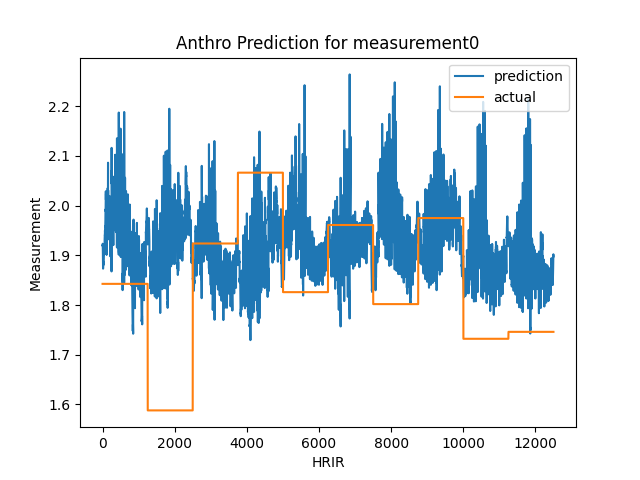 Anthro Prediction for measurement0
prediction
actual
Measurement
2.2
2.1
2.0
1.9
1.8
1.7
1.6
0 2000 4000 6000 8000 10000 12000
HRIR